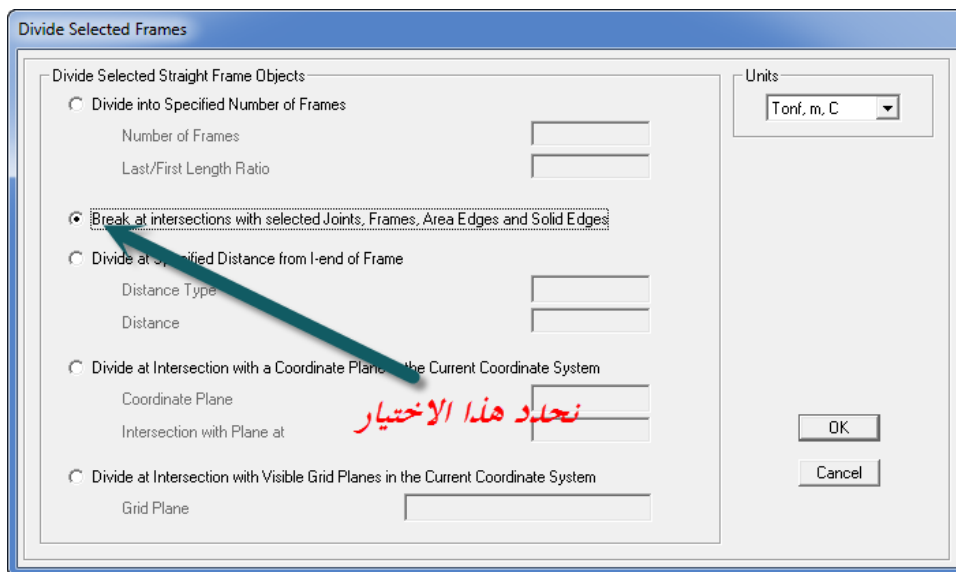 Divide Selected Frames
Divide Selected Straight Frame Objects
Units
Divide into Specified Number of Frames
Tonf, m, C
Number of Frames
Last/First Length Ratio
Break at intersections with selected Joints, Frames, Area Edges and Solid Edges
Divide at Specified Distance from I-end of Frame
Distance Type
Distance
Divide at Intersection with a Coordinate Plane in the Current Coordinate System
Coordinate Plane
نحدد هذا الاختيار
Intersection with Plane at
OK
Divide at Intersection with Visible Grid Planes in the Current Coordinate System
Cancel
Grid Plane